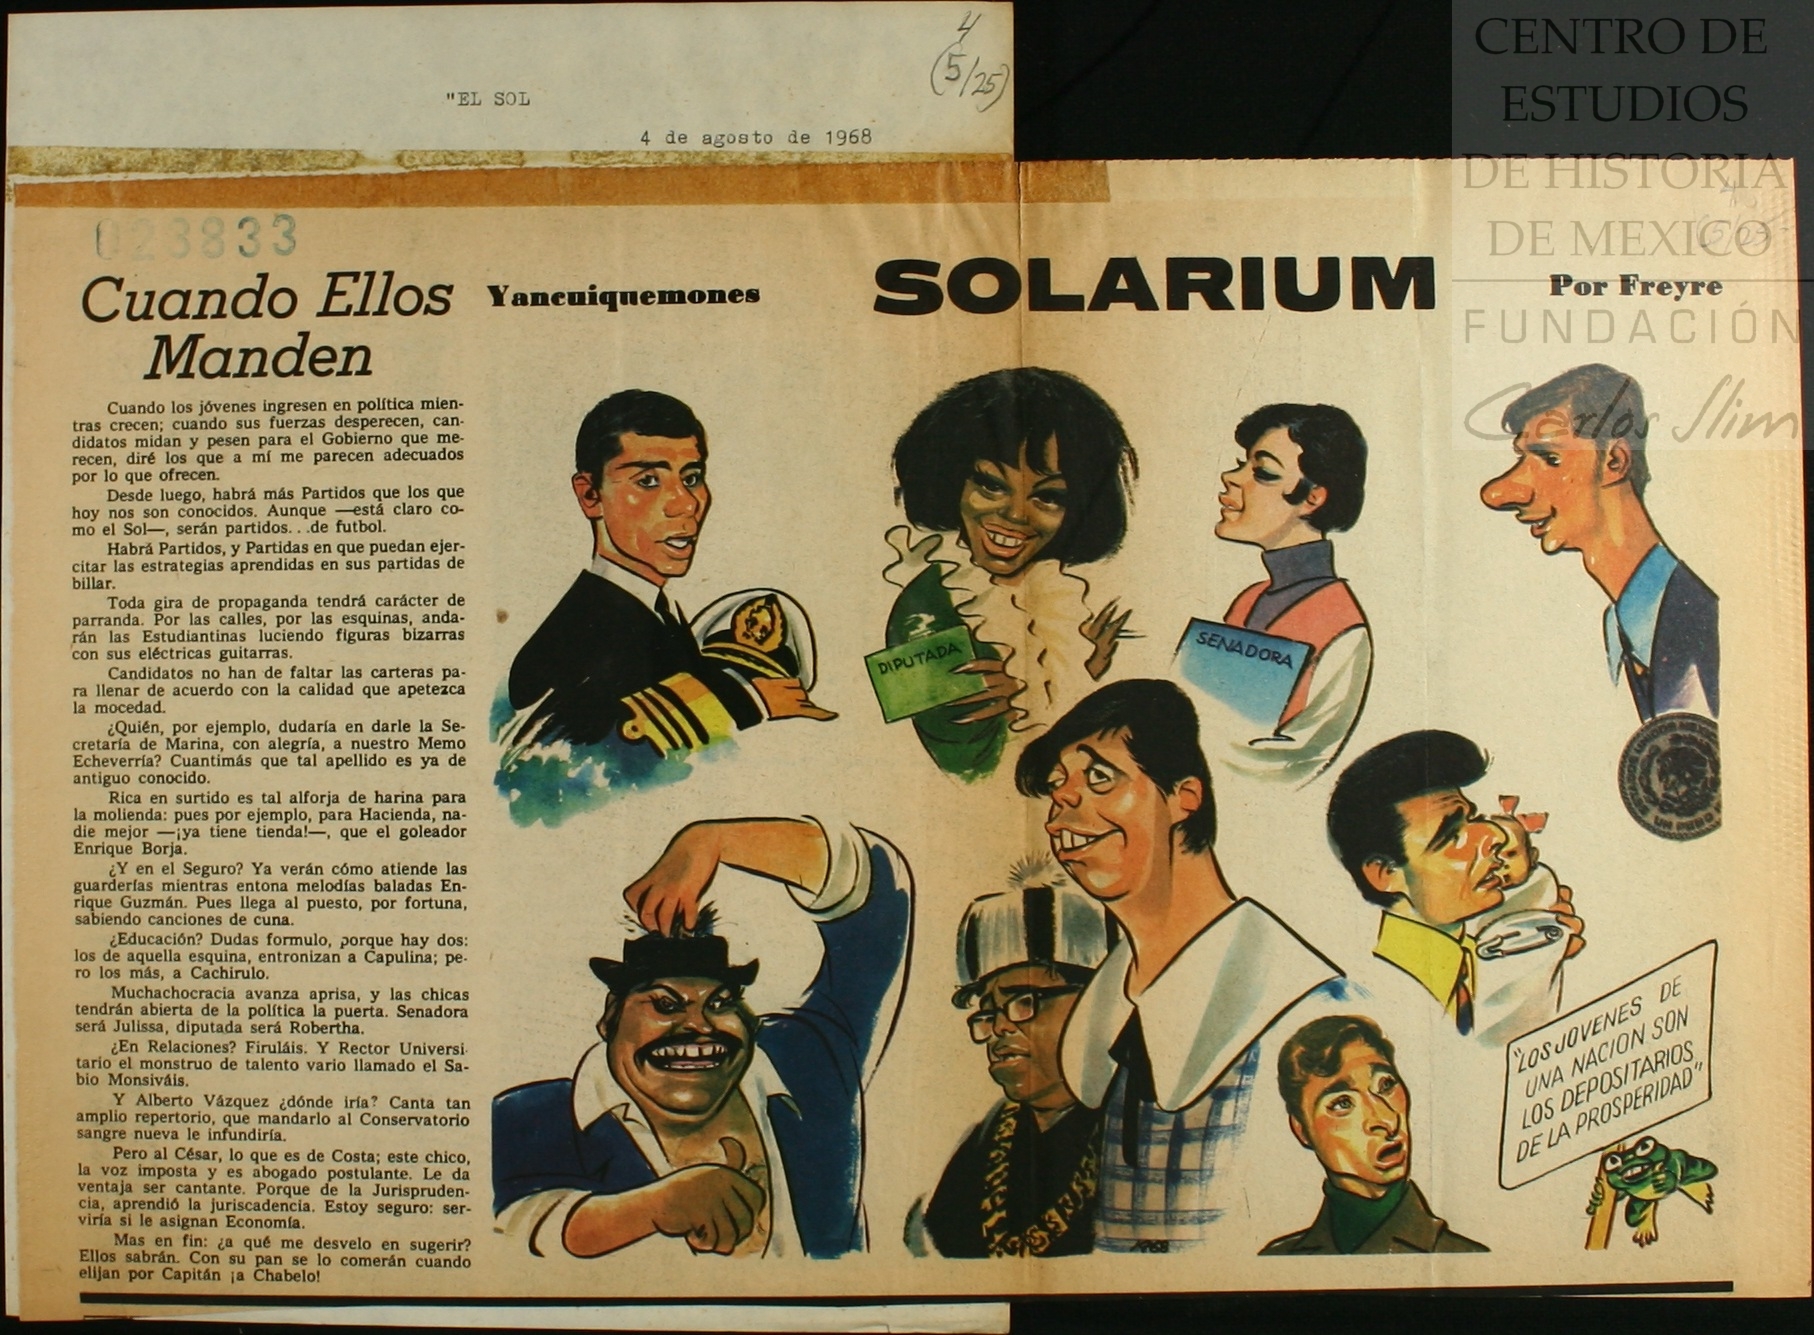 4
(5/25)
"EL SOL
4 de agosto de 1968
CENTRO DE
ESTUDIOS
DE HISTORIA
DE MEXICO
FUNDACIÓN
Carlos Slim
023833
Cuando Ellos
Manden
Yancuiquemones
SOLARIUM
Por Freyre
Cuando los jóvenes ingresen en política mien-
tras crecen; cuando sus fuerzas desperecen, can-
didatos midan y pesen para el Gobierno que me-
recen, diré los que a mí me parecen adecuados
por lo que ofrecen.
Desde luego, habrá más Partidos que los que
hoy nos son conocidos. Aunque —está claro co-
mo el Sol—, serán partidos...de futbol.
Habrá Partidos, y Partidas en que puedan ejer-
citar las estrategias aprendidas en sus partidas de
billar.
Toda gira de propaganda tendrá carácter de
parranda. Por las calles, por las esquinas, anda-
rán las Estudiantinas luciendo figuras bizarras
con sus eléctricas guitarras.
Candidatos no han de faltar las carteras pa-
ra llenar de acuerdo con la calidad que apetezca
la mocedad.
¿Quién, por ejemplo, dudaría en darle la Se-
cretaría de Marina, con alegría, a nuestro Memo
Echeverría? Cuantimás que tal apellido es ya de
antiguo conocido.
Rica en surtido es tal alforja de harina para
la molienda: pues por ejemplo, para Hacienda, na-
die mejor —¡ya tiene tienda!—, que el goleador
Enrique Borja.
¿Y en el Seguro? Ya verán cómo atiende las
guarderías mientras entona melodías baladas En-
rique Guzmán. Pues llega al puesto, por fortuna,
sabiendo canciones de cuna.
¿Educación? Dudas formulo, porque hay dos:
los de aquella esquina, entronizan a Capulina; pe-
ro los más, a Cachirulo.
Muchachocracia avanza aprisa, y las chicas
tendrán abierta de la política la puerta. Senadora
será Julissa, diputada será Robertha.
¿En Relaciones? Firuláis. Y Rector Universi-
tario el monstruo de talento vario llamado el Sa-
bio Monsiváis.
Y Alberto Vázquez ¿dónde iría? Canta tan
amplio repertorio, que mandarlo al Conservatorio
sangre nueva le infundiría.
Pero al César, lo que es de Costa; este chico,
la voz imposta y es abogado postulante. Le da
ventaja ser cantante. Porque de la Jurispruden-
cia, aprendió la juriscadencia. Estoy seguro: ser-
viría si le asignan Economía.
Mas en fin: ¿a qué me desvelo en sugerir?
Ellos sabrán. Con su pan se lo comerán cuando
elijan por Capitán ¡a Chabelo!
DIPUTADA
SENADORA
UN PESO
"LOS JOVENES DE
UNA NACION SON
LOS DEPOSITARIOS
DE LA PROSPERIDAD"